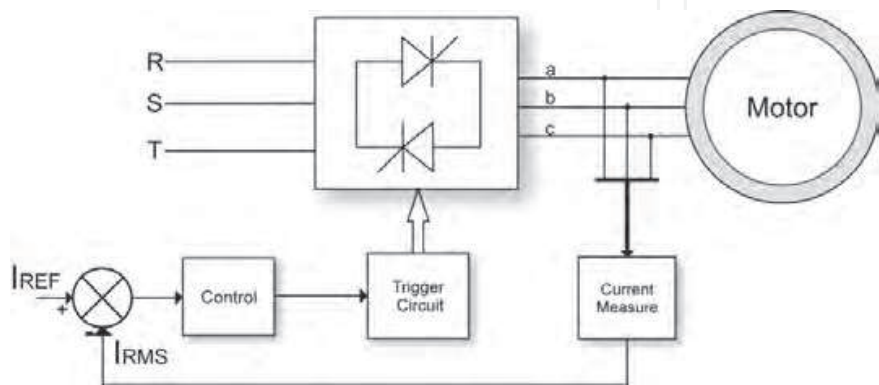 R
S
T
a
b
c
Motor
IREF
+
IRMS
Control
Trigger
Circuit
Current
Measure